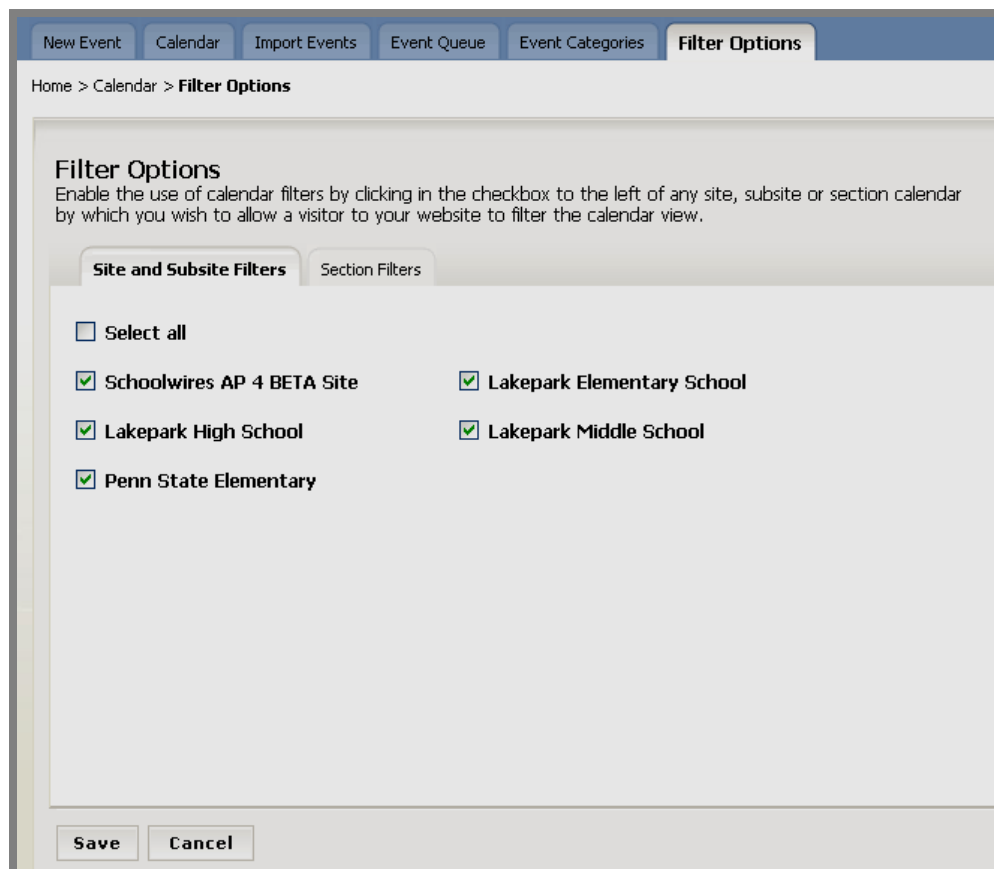 New Event Calendar Import Events Event Queue Event Categories Filter Options
Home > Calendar > Filter Options
Filter Options
Enable the use of calendar filters by clicking in the checkbox to the left of any site, subsite or section calendar
by which you wish to allow a visitor to your website to filter the calendar view.
Site and Subsite Filters Section Filters
Select all
Schoolwires AP 4 BETA Site Lakepark Elementary School
Lakepark High School Lakepark Middle School
Penn State Elementary
Save Cancel